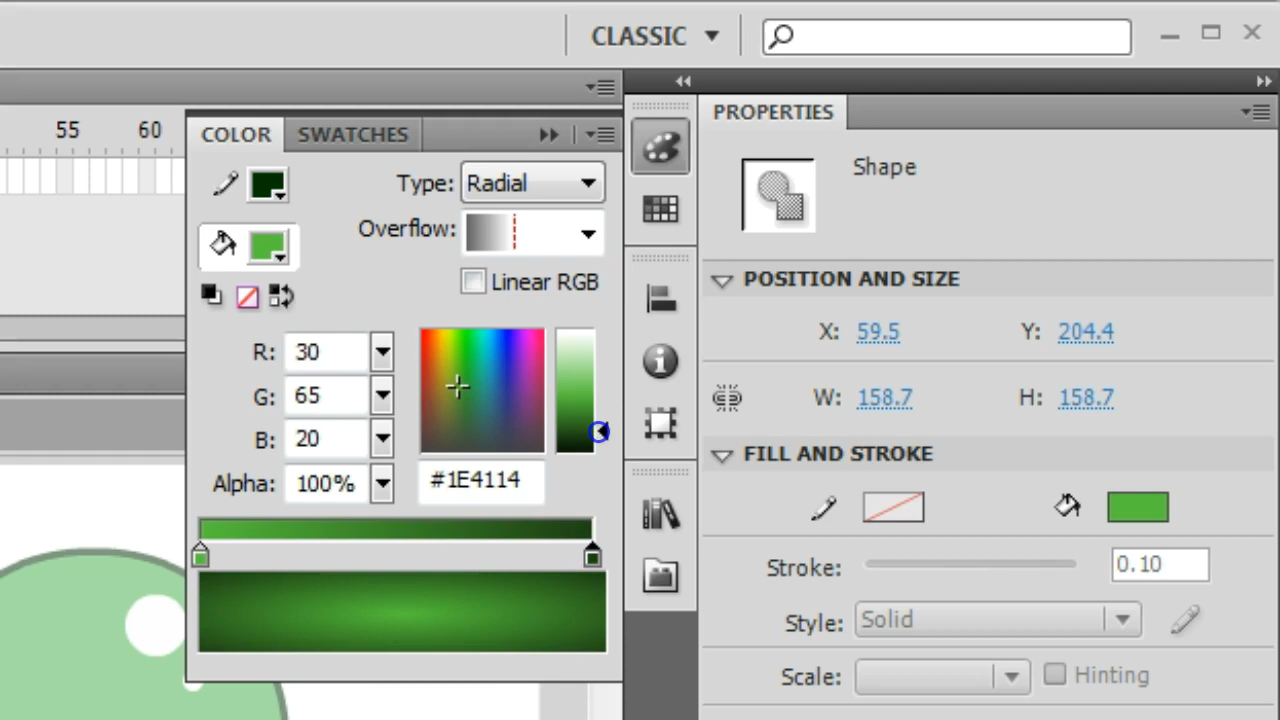 CLASSIC
55 60
COLOR SWATCHES
Type: Radial
Overflow:
Linear RGB
R: 30
G: 65
B: 20
Alpha: 100% #1E4114
PROPERTIES
Shape
POSITION AND SIZE
X: 59.5 Y: 204.4
W: 158.7 H: 158.7
FILL AND STROKE
Stroke: 0.10
Style: Solid
Scale: Hinting